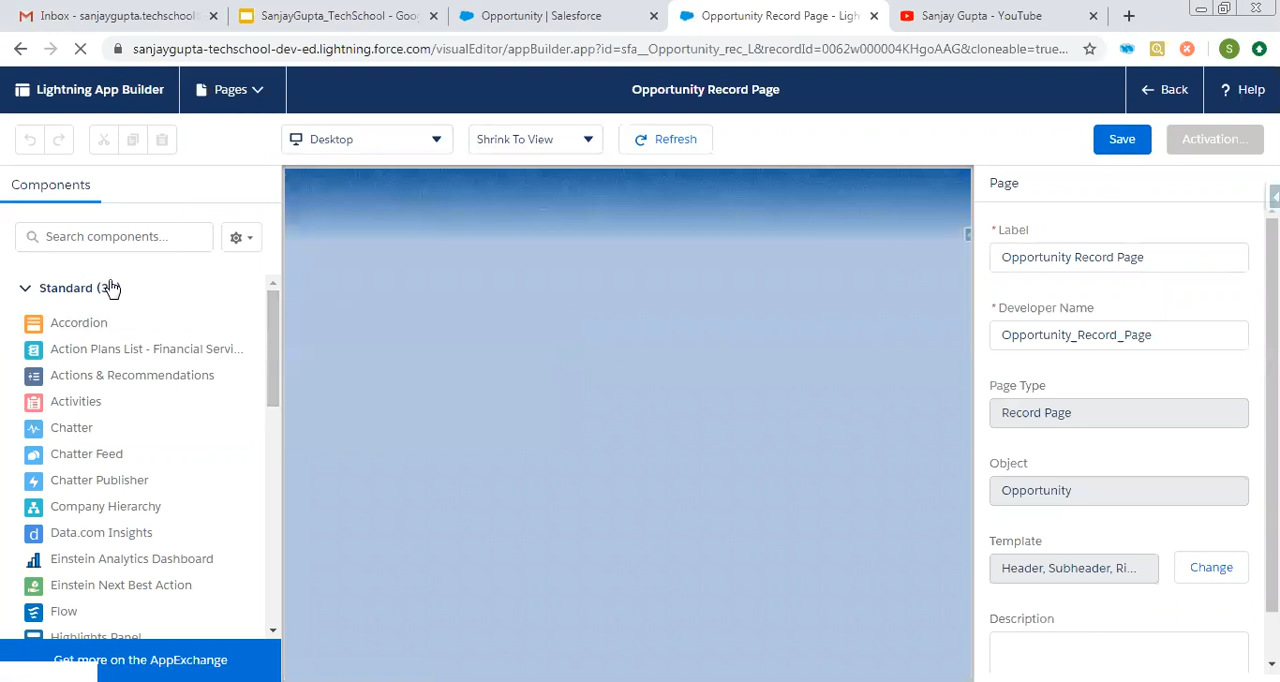 Inbox - sanjaygupta.techschool
SanjayGupta_TechSchool - Goo
Opportunity | Salesforce
Opportunity Record Page - Ligh
Sanjay Gupta - YouTube
sanjaygupta-techschool-dev-ed.lightning.force.com/visualEditor/appBuilder.app?id=sfa__Opportunity_rec_L&recordId=0062w000004KHgoAAG&cloneable=true...
S
Lightning App Builder
Pages
Opportunity Record Page
Back
? Help
Desktop
Shrink To View
Refresh
Save
Activation...
Components
Search components...
Standard
Accordion
Action Plans List - Financial Servi...
Actions & Recommendations
Activities
Chatter
Chatter Feed
Chatter Publisher
Company Hierarchy
d Data.com Insights
Einstein Analytics Dashboard
Einstein Next Best Action
Flow
Highlights Panel
Get more on the AppExchange
Page
* Label
Opportunity Record Page
* Developer Name
Opportunity_Record_Page
Page Type
Record Page
Object
Opportunity
Template
Header, Subheader, Ri...
Change
Description